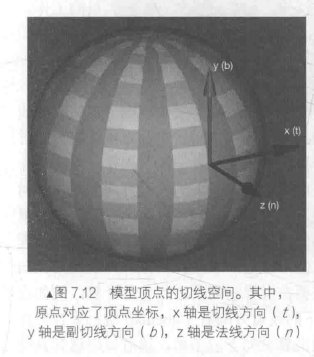 y (b)
x (t)
z (n)
▲图 7.12 模型顶点的切线空间。其中，
原点对应了顶点坐标，x 轴是切线方向（t），
y 轴是副切线方向（b），z 轴是法线方向（n）